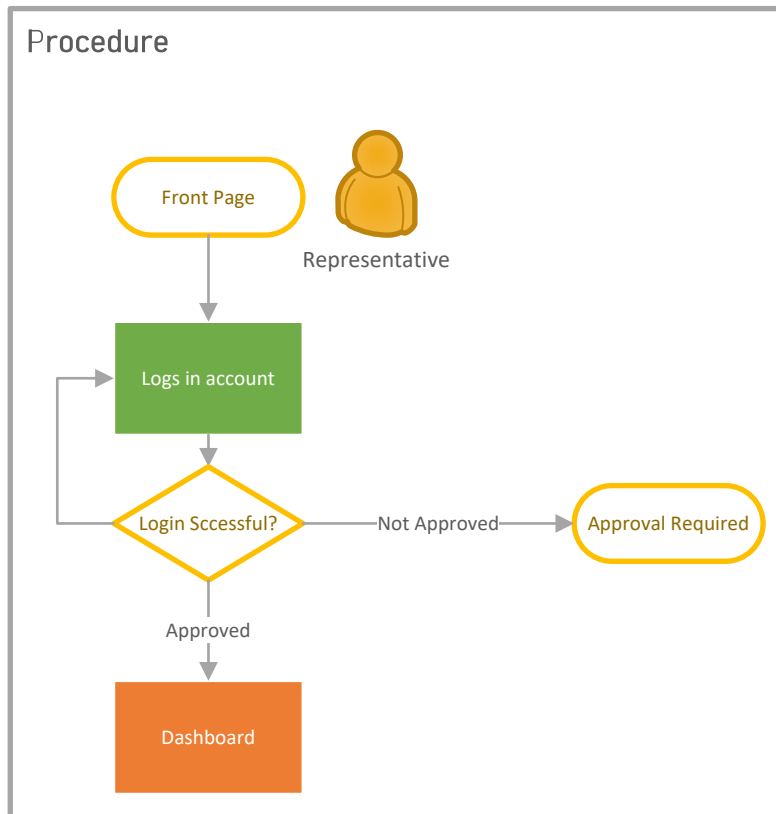 Procedure
Front Page
Representative
Logs in account
Login Sccessful?
Not Approved
Approval Required
Approved
Dashboard